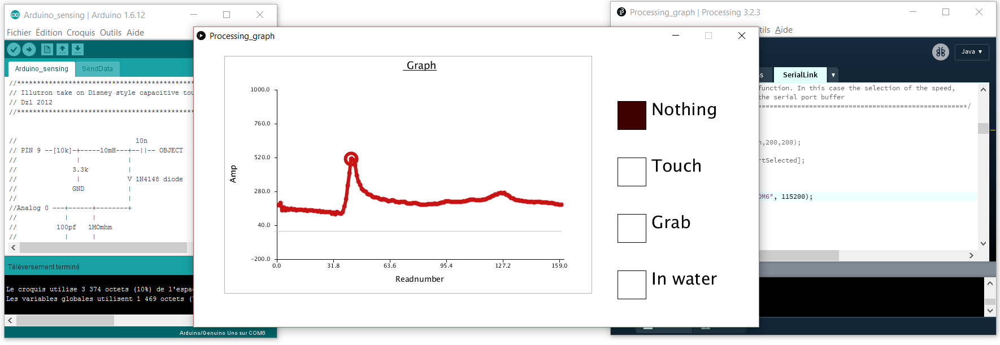 Arduino_sensing | Arduino 1.6.12
Fichier Édition Croquis Outils Aide
Arduino_sensing SendData
//**********************************************
// Illutron take on Disney style capacitive tou
// Dzl 2012
//**********************************************
// 10n
// PIN 9 --[10k]-+-----10mH---+--||-- OBJECT
// | |
// 3.3k |
// | V 1N4148 diode
// GND |
// |
//Analog 0 ---+------+--------+
// | |
// 100pf 1MOmhm
// | |
Téléversement terminé
Le croquis utilise 3 374 octets (10%) de l'espa
Les variables globales utilisent 1 469 octets (
Arduino/Genuino Uno sur COM6
Processing_graph
Graph
1000.0
760.0
520.0
280.0
40.0
-200.0
Amp
0.0 31.8 63.6 95.4 127.2 159.0
Readnumber
Nothing
Touch
Grab
In water
Processing_graph | Processing 3.2.3
tils Aide
Java ▾
s SerialLink ▾
function. In this case the selection of the speed,
the serial port buffer
====================================================*/
n,200,200);
rtSelected];
OM6", 115200);